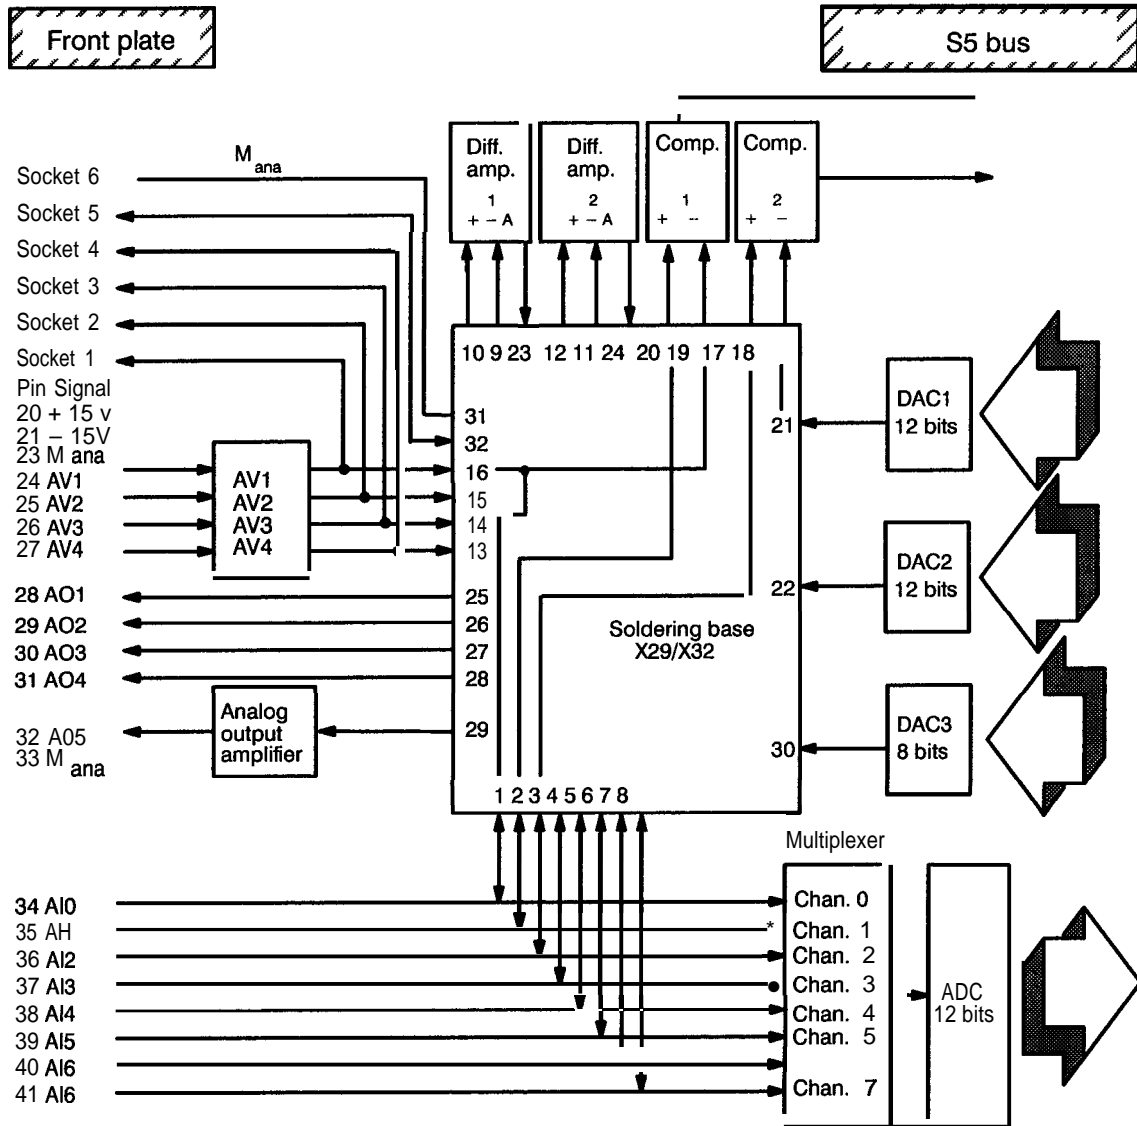 Front plate
S5 bus
Diff. amp. 1 + − A
Diff. amp. 2 + − A
Comp. 1 + --
Comp. 2 + −
M ana
Socket 6
Socket 5
Socket 4
Socket 3
Socket 2
Socket 1
Pin Signal
20 + 15 v
21 − 15V
23 M ana
24 AV1
25 AV2
26 AV3
27 AV4
AV1
AV2
AV3
AV4
10 9 23 12 11 24 20 19 17 18
31
32
16
15
14
13
25
26
27
28
29
21
22
30
Soldering base
X29/X32
DAC1
12 bits
DAC2
12 bits
DAC3
8 bits
28 AO1
29 AO2
30 AO3
31 AO4
32 A05
33 M ana
Analog
output
amplifier
1 2 3 4 5 6 7 8
Multiplexer
34 AI0
35 AH
36 AI2
37 AI3
38 AI4
39 AI5
40 AI6
41 AI6
Chan. 0
* Chan. 1
Chan. 2
Chan. 3
Chan. 4
Chan. 5
Chan. 7
ADC
12 bits